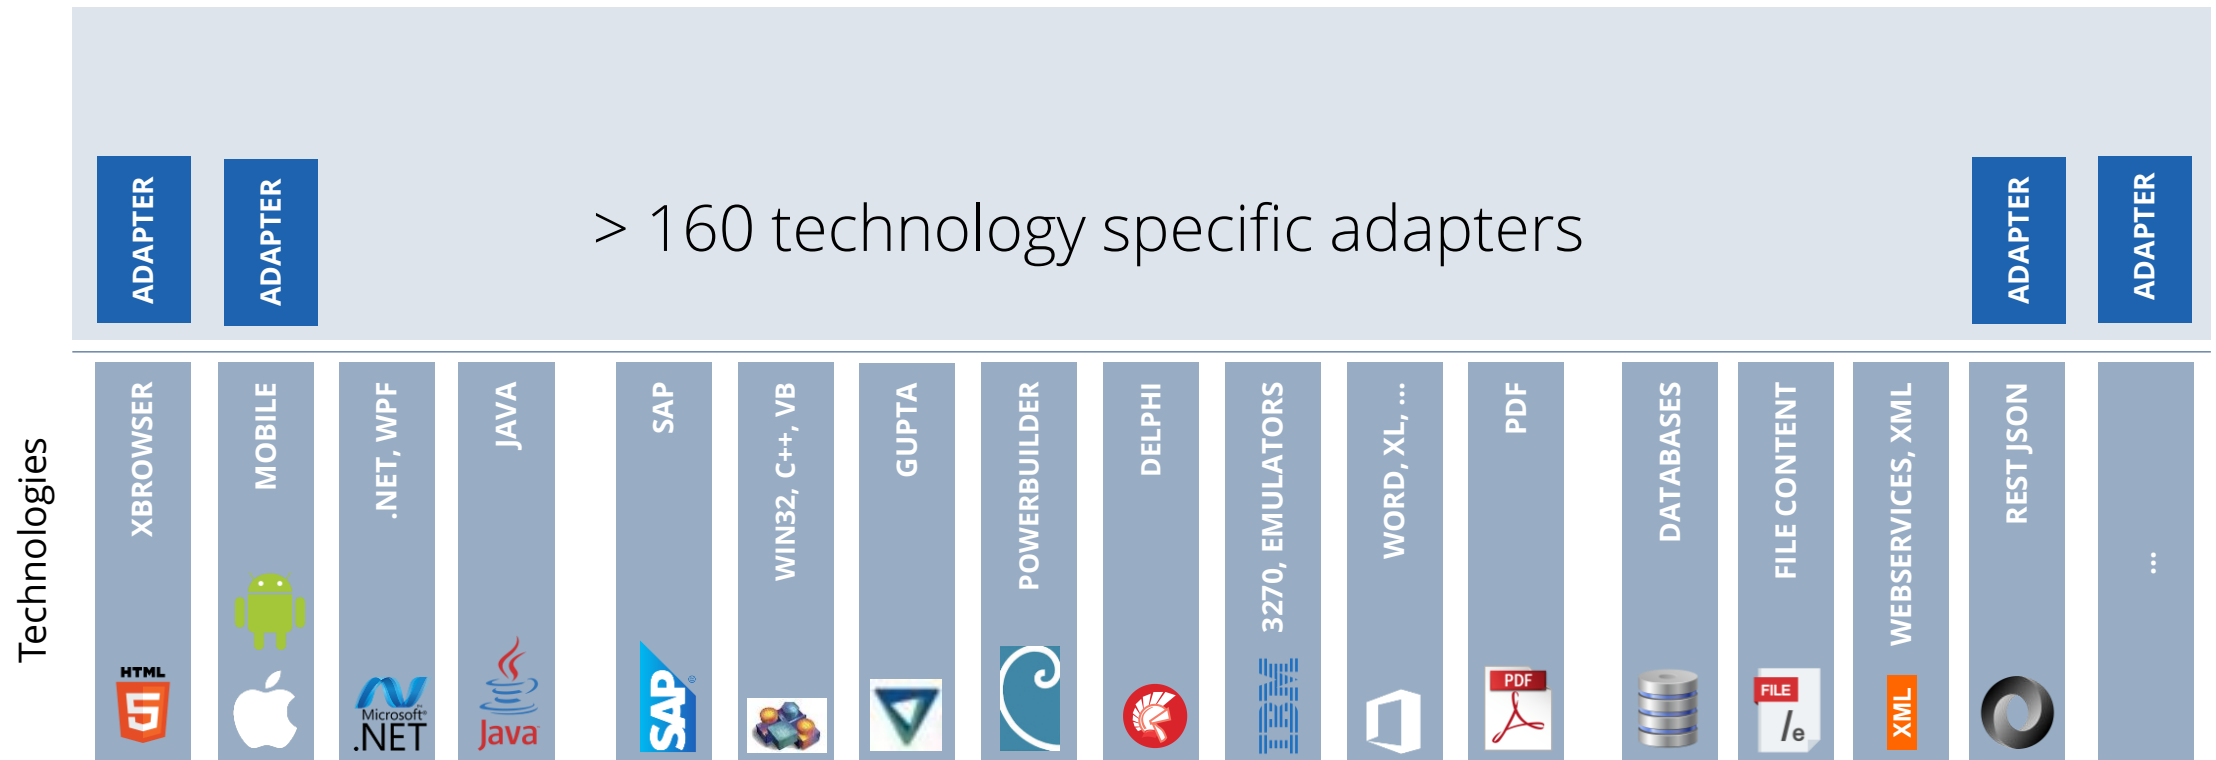 ADAPTER
ADAPTER
> 160 technology specific adapters
ADAPTER
ADAPTER
Technologies
XBROWSER
MOBILE
.NET, WPF
JAVA
SAP
WIN32, C++, VB
GUPTA
POWERBUILDER
DELPHI
3270, EMULATORS
WORD, XL, ...
PDF
DATABASES
FILE CONTENT
WEBSERVICES, XML
REST JSON
...
HTML
5
Microsoft®
.NET
Java
SAP®
IBM
PDF
FILE
/e
XML